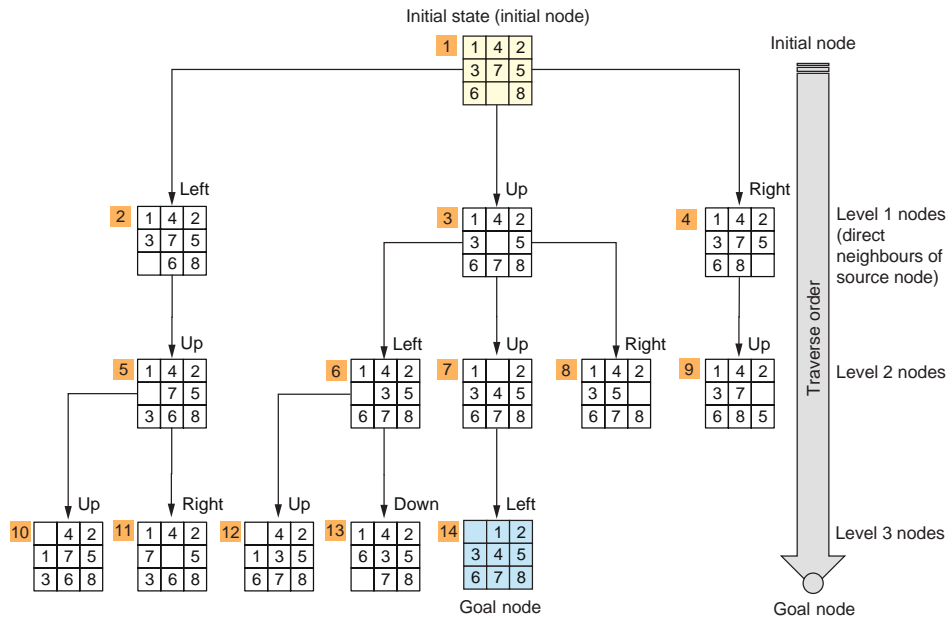 Initial state (initial node)
1
1 4 2
3 7 5
6 8
Initial node
Left
Up
Right
2
1 4 2
3 7 5
6 8
3
1 4 2
3 5
6 7 8
4
1 4 2
3 7 5
6 8
Level 1 nodes
(direct
neighbours of
source node)
Traverse order
Up
Left
Up
Right
Up
5
1 4 2
7 5
3 6 8
6
1 4 2
3 5
6 7 8
7
1 2
3 4 5
6 7 8
8
1 4 2
3 5
6 7 8
9
1 4 2
3 7
6 8 5
Level 2 nodes
Up
Right
Up
Down
Left
10
4 2
1 7 5
3 6 8
11
1 4 2
7 5
3 6 8
12
4 2
1 3 5
6 7 8
13
1 4 2
6 3 5
7 8
14
1 2
3 4 5
6 7 8
Level 3 nodes
Goal node
Goal node